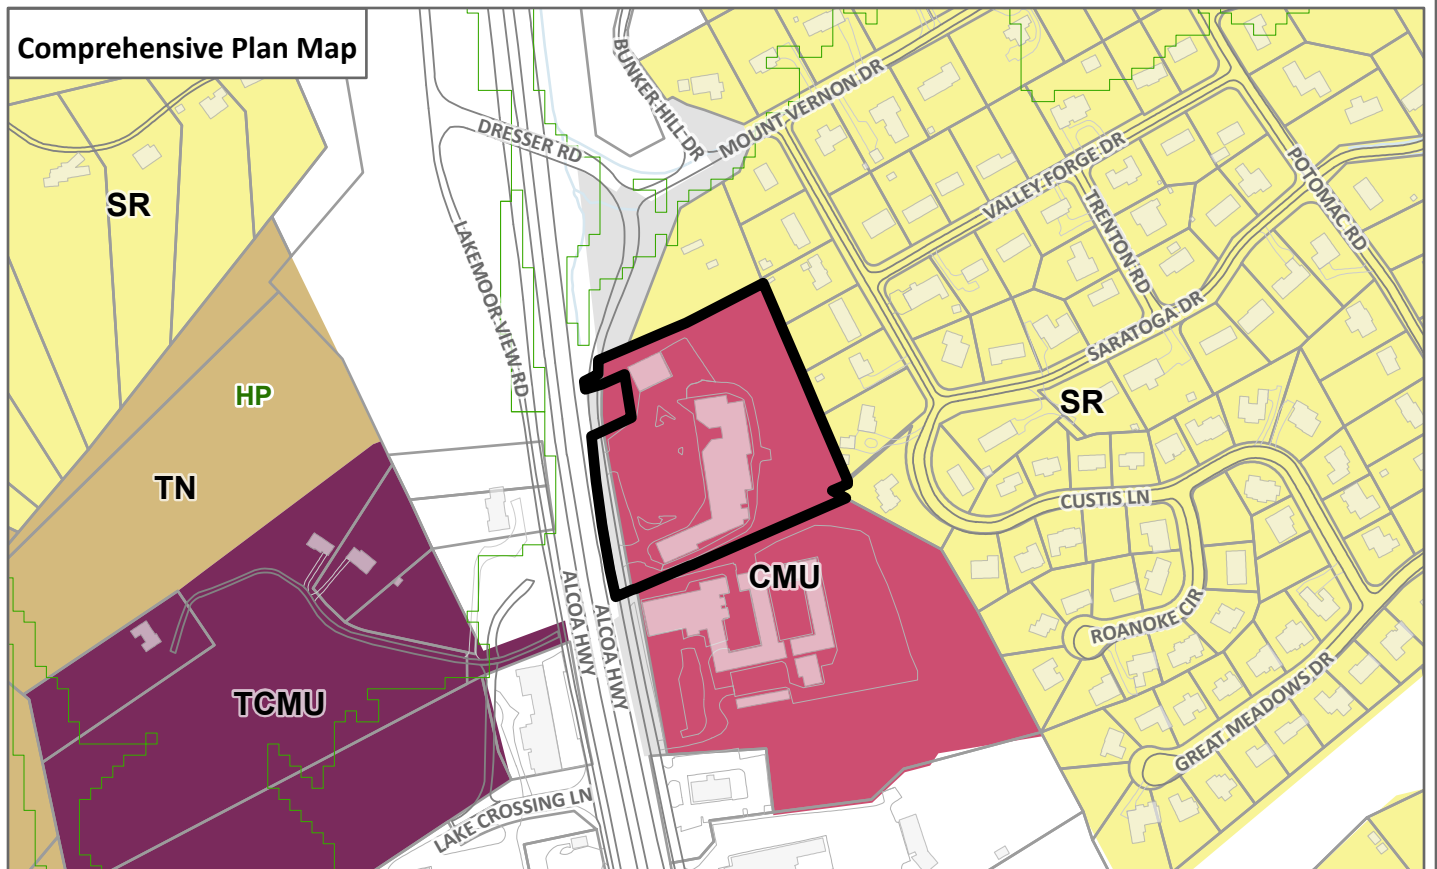 Comprehensive Plan Map
BUNKER HILL DR
MOUNT VERNON DR
DRESSER RD
VALLEY FORGE DR
POTOMAC RD
SR
TRENTON RD
LAKEMOOR VIEW RD
SARATOGA DR
HP
SR
TN
CUSTIS LN
CMU
ALCOA HWY
ALCOA HWY
ROANOKE CIR
TCMU
GREAT MEADOWS DR
LAKE CROSSING LN